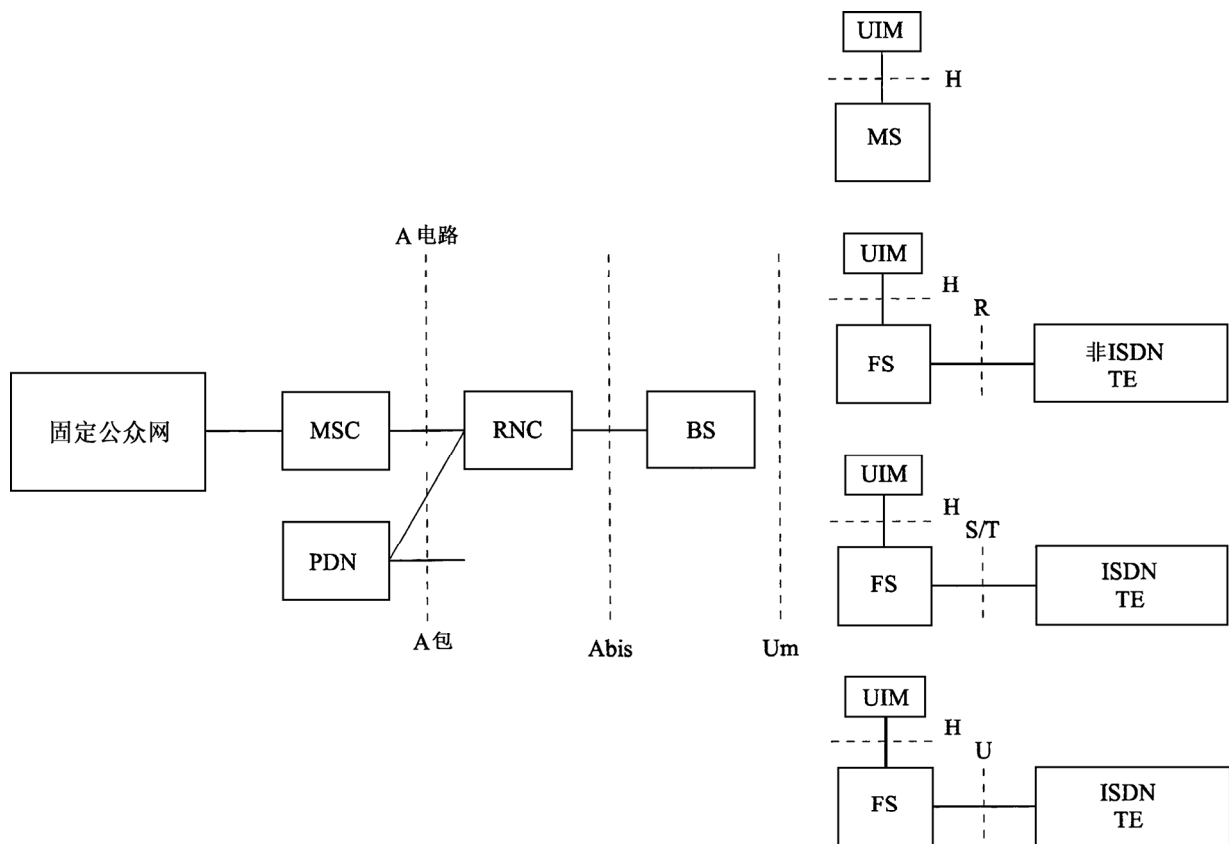 UIM
H
MS
A 电路
UIM
H
R
FS
非ISDN
TE
固定公众网
MSC
RNC
BS
UIM
H
S/T
PDN
FS
ISDN
TE
A 包
Abis
Um
UIM
H
U
FS
ISDN
TE